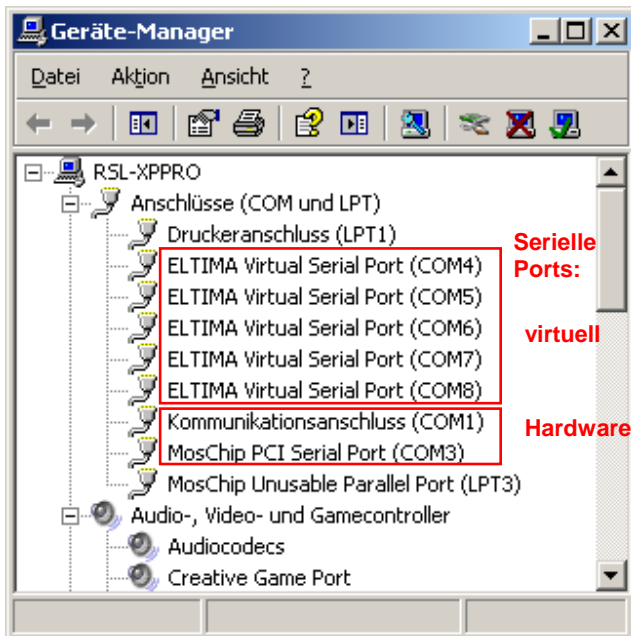 Geräte-Manager
Datei Aktion Ansicht ?
RSL-XPPRO
Anschlüsse (COM und LPT)
Druckeranschluss (LPT1)
ELTIMA Virtual Serial Port (COM4)
ELTIMA Virtual Serial Port (COM5)
ELTIMA Virtual Serial Port (COM6)
ELTIMA Virtual Serial Port (COM7)
ELTIMA Virtual Serial Port (COM8)
Kommunikationsanschluss (COM1)
MosChip PCI Serial Port (COM3)
MosChip Unusable Parallel Port (LPT3)
Audio-, Video- und Gamecontroller
Audiocodecs
Creative Game Port
Serielle
Ports:
virtuell
Hardware